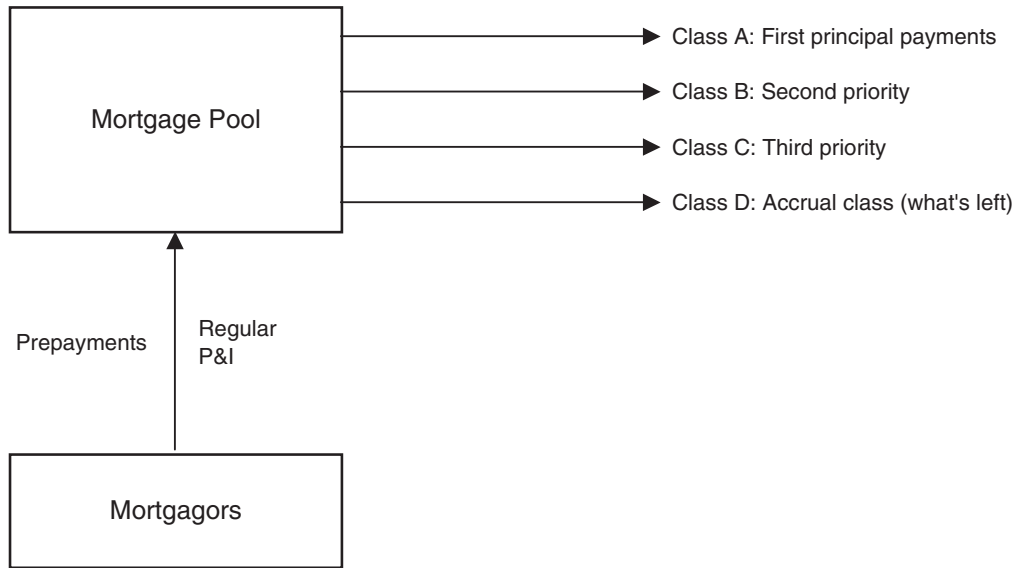 Mortgage Pool
Class A: First principal payments
Class B: Second priority
Class C: Third priority
Class D: Accrual class (what's left)
Prepayments
Regular
P&I
Mortgagors